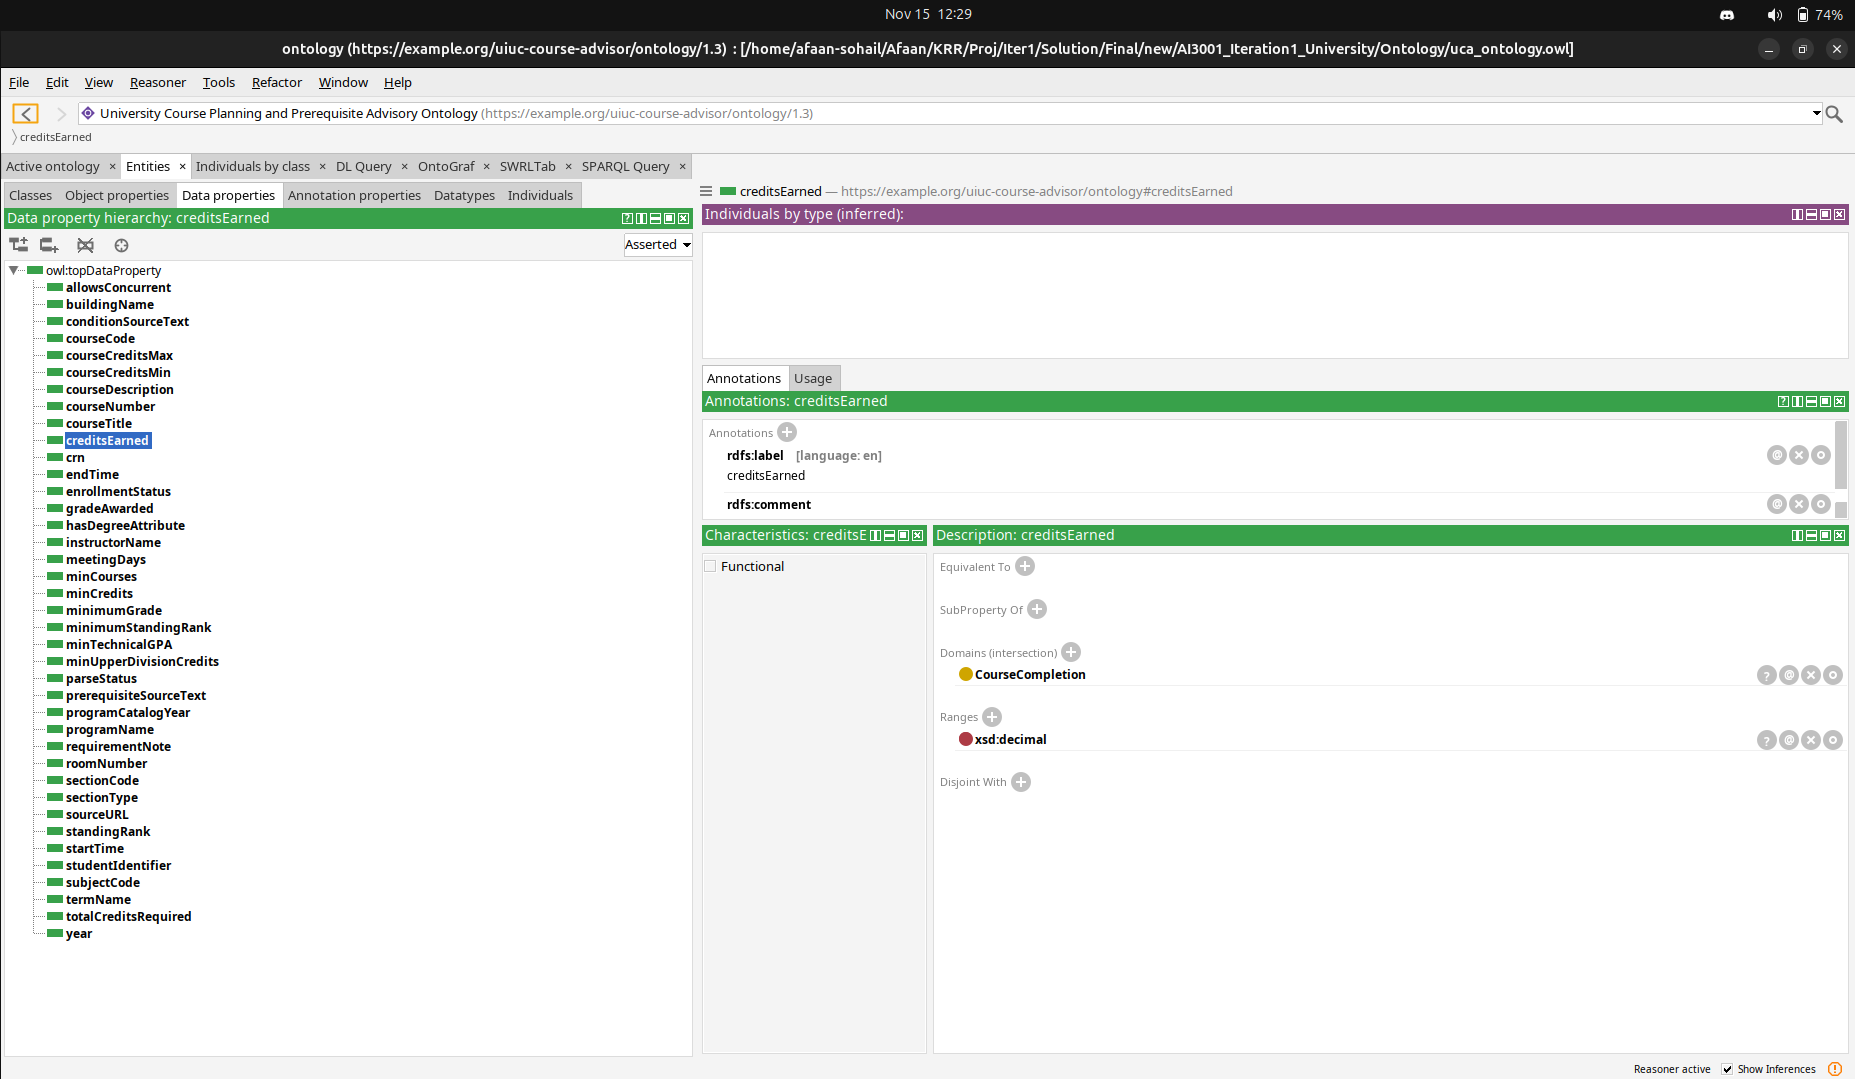 Nov 15 12:29
74%
ontology (https://example.org/uiuc-course-advisor/ontology/1.3) : [/home/afaan-sohail/Afaan/KRR/Proj/Iter1/Solution/Final/new/AI3001_Iteration1_University/Ontology/uca_ontology.owl]
File Edit View Reasoner Tools Refactor Window Help
University Course Planning and Prerequisite Advisory Ontology (https://example.org/uiuc-course-advisor/ontology/1.3)
creditsEarned
Active ontology × Entities × Individuals by class × DL Query × OntoGraf × SWRLTab × SPARQL Query ×
Classes Object properties Data properties Annotation properties Datatypes Individuals
Data property hierarchy: creditsEarned
Asserted
owl:topDataProperty
allowsConcurrent
buildingName
conditionSourceText
courseCode
courseCreditsMax
courseCreditsMin
courseDescription
courseNumber
courseTitle
creditsEarned
crn
endTime
enrollmentStatus
gradeAwarded
hasDegreeAttribute
instructorName
meetingDays
minCourses
minCredits
minimumGrade
minimumStandingRank
minTechnicalGPA
minUpperDivisionCredits
parseStatus
prerequisiteSourceText
programCatalogYear
programName
requirementNote
roomNumber
sectionCode
sectionType
sourceURL
standingRank
startTime
studentIdentifier
subjectCode
termName
totalCreditsRequired
year
creditsEarned — https://example.org/uiuc-course-advisor/ontology#creditsEarned
Individuals by type (inferred):
Annotations Usage
Annotations: creditsEarned
Annotations
rdfs:label [language: en]
creditsEarned
rdfs:comment
Characteristics: creditsE
Functional
Description: creditsEarned
Equivalent To
SubProperty Of
Domains (intersection)
CourseCompletion
Ranges
xsd:decimal
Disjoint With
Reasoner active Show Inferences